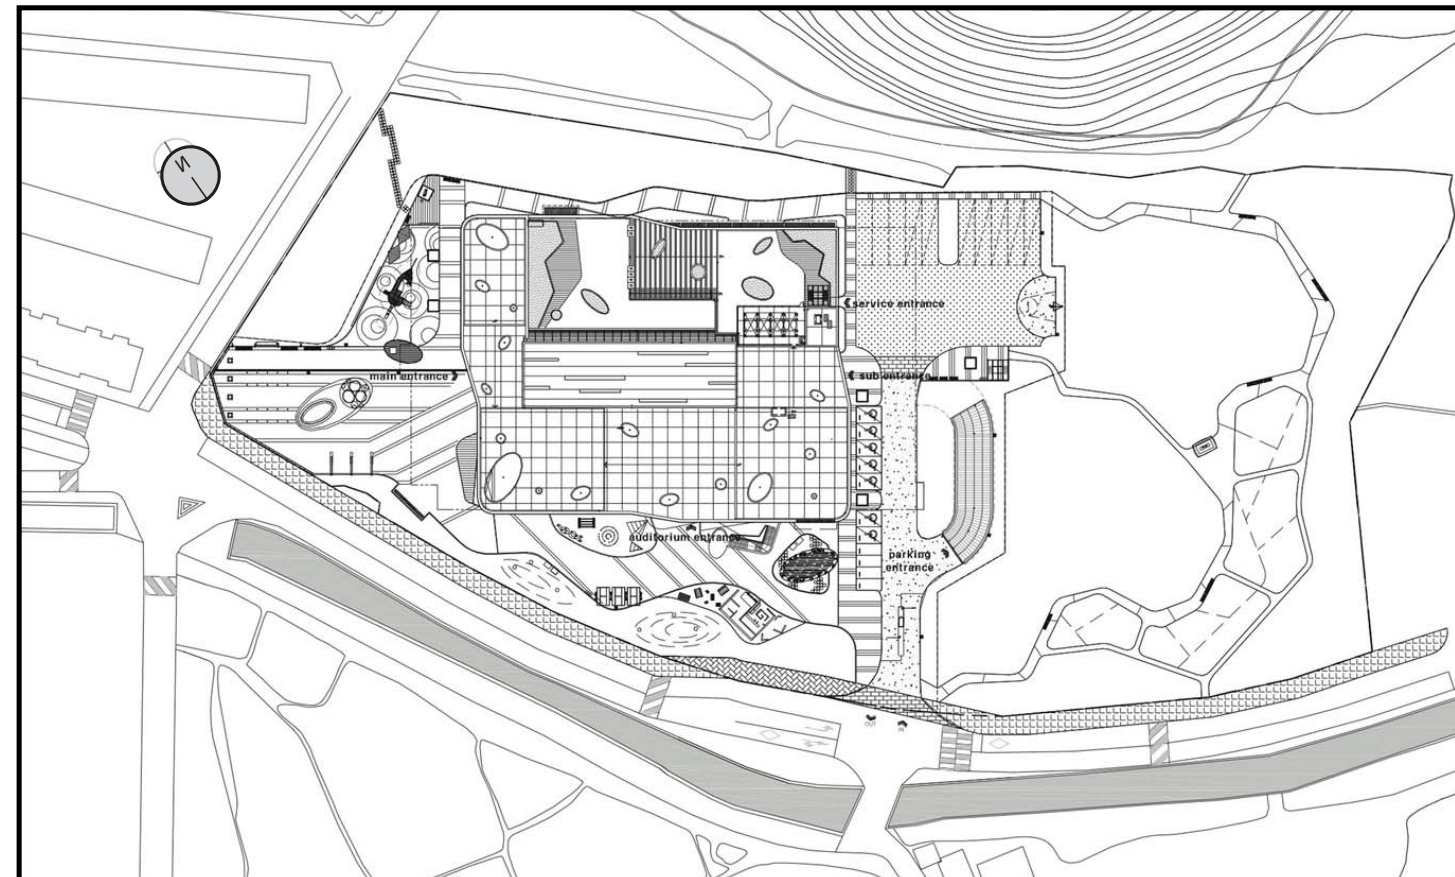 N
service entrance
main entrance
sub entrance
auditorium entrance
parking
entrance
OUT
IN